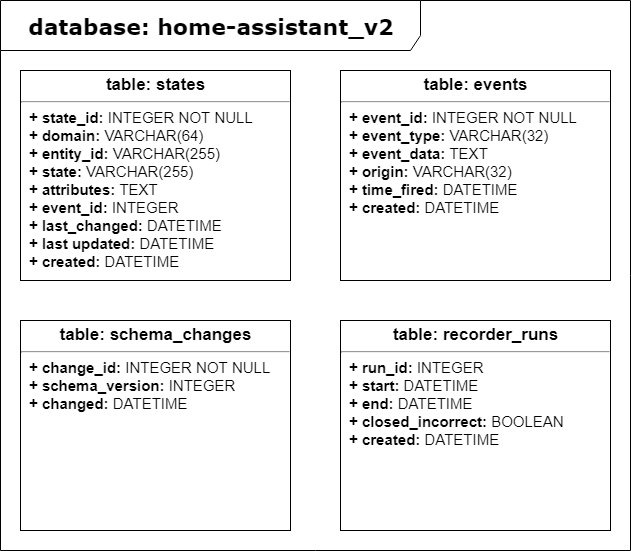 database: home-assistant_v2
table: states
+ state_id: INTEGER NOT NULL
+ domain: VARCHAR(64)
+ entity_id: VARCHAR(255)
+ state: VARCHAR(255)
+ attributes: TEXT
+ event_id: INTEGER
+ last_changed: DATETIME
+ last updated: DATETIME
+ created: DATETIME
table: events
+ event_id: INTEGER NOT NULL
+ event_type: VARCHAR(32)
+ event_data: TEXT
+ origin: VARCHAR(32)
+ time_fired: DATETIME
+ created: DATETIME
table: schema_changes
+ change_id: INTEGER NOT NULL
+ schema_version: INTEGER
+ changed: DATETIME
table: recorder_runs
+ run_id: INTEGER
+ start: DATETIME
+ end: DATETIME
+ closed_incorrect: BOOLEAN
+ created: DATETIME